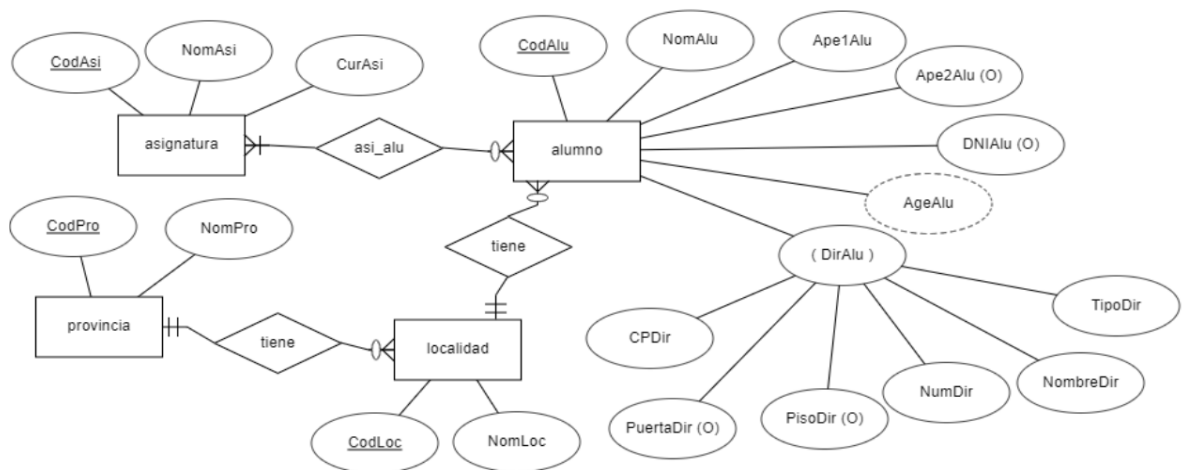 CodAsi
NomAsi
CurAsi
asignatura
asi_alu
CodAlu
NomAlu
Ape1Alu
Ape2Alu (O)
DNIAlu (O)
AgeAlu
alumno
( DirAlu )
TipoDir
NombreDir
NumDir
PisoDir (O)
PuertaDir (O)
CPDir
tiene
CodPro
NomPro
provincia
tiene
localidad
CodLoc
NomLoc